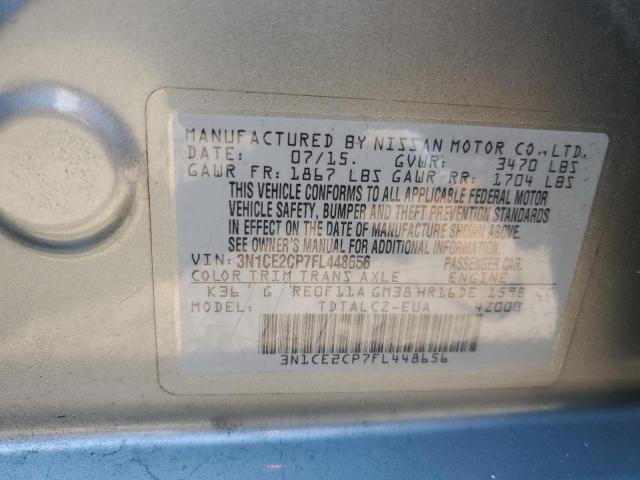 MANUFACTURED BY NISSAN MOTOR CO.,LTD.
DATE: 07/15. GVWR: 3470 LBS
GAWR FR: 1867 LBS GAWR RR: 1704 LBS
THIS VEHICLE CONFORMS TO ALL APPLICABLE FEDERAL MOTOR
VEHICLE SAFETY, BUMPER AND THEFT PREVENTION STANDARDS
IN EFFECT ON THE DATE OF MANUFACTURE SHOWN ABOVE.
SEE OWNER'S MANUAL FOR ADDITIONAL INFORMATION.
VIN: 3N1CE2CP7FL448656 PASSENGER CAR.
COLOR TRIM TRANS AXLE ENGINE
K36 G RE0F11A GM38 HR16DE 1598 CC
TDTALCZ-EUA 4Z000
3N1CE2CP7FL448656